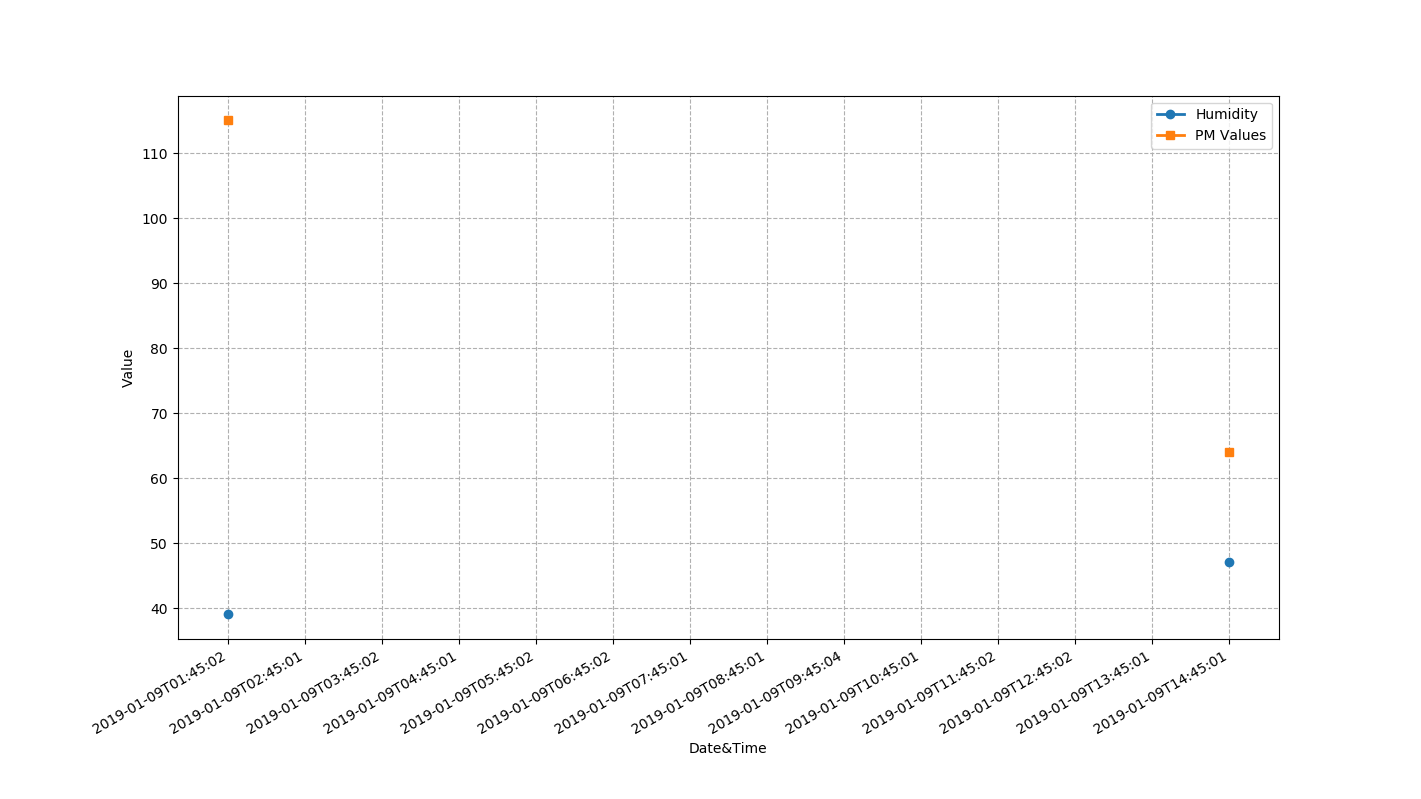 Humidity
PM Values
110
100
90
80
70
60
50
40
Value
2019-01-09T01:45:02
2019-01-09T02:45:01
2019-01-09T03:45:02
2019-01-09T04:45:01
2019-01-09T05:45:02
2019-01-09T06:45:02
2019-01-09T07:45:01
2019-01-09T08:45:01
2019-01-09T09:45:04
2019-01-09T10:45:01
2019-01-09T11:45:02
2019-01-09T12:45:02
2019-01-09T13:45:01
2019-01-09T14:45:01
Date&Time